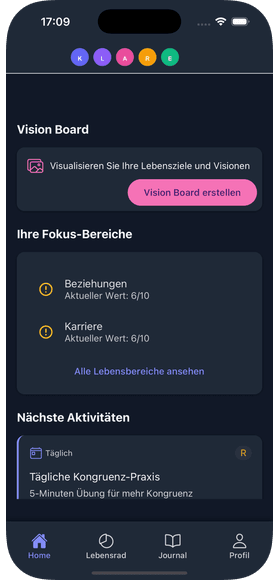 17:09
K L A R E
Vision Board
Visualisieren Sie Ihre Lebensziele und Visionen
Vision Board erstellen
Ihre Fokus-Bereiche
Beziehungen
Aktueller Wert: 6/10
Karriere
Aktueller Wert: 6/10
Alle Lebensbereiche ansehen
Nächste Aktivitäten
Täglich R
Tägliche Kongruenz-Praxis
5-Minuten Übung für mehr Kongruenz
Home Lebensrad Journal Profil